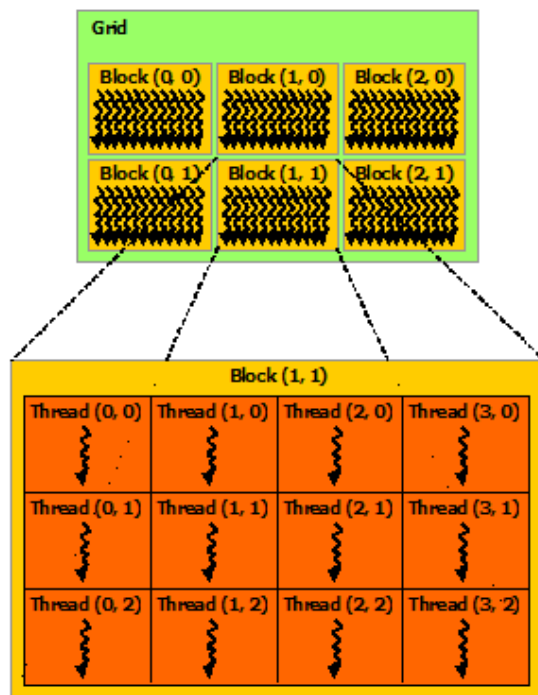 Grid
Block (0, 0) Block (1, 0) Block (2, 0)
Block (0, 1) Block (1, 1) Block (2, 1)
Block (1, 1)
Thread (0, 0) Thread (1, 0) Thread (2, 0) Thread (3, 0)
Thread (0, 1) Thread (1, 1) Thread (2, 1) Thread (3, 1)
Thread (0, 2) Thread (1, 2) Thread (2, 2) Thread (3, 2)